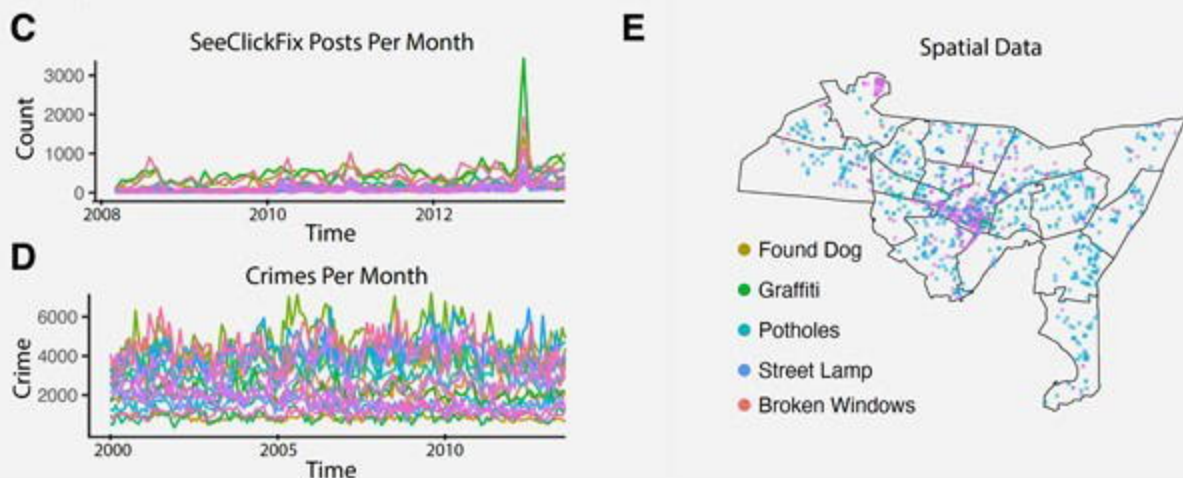 C
SeeClickFix Posts Per Month
Count
3000
2000
1000
0
2008
2010
2012
Time
D
Crimes Per Month
Crime
6000
4000
2000
2000
2005
2010
Time
E
Spatial Data
Found Dog
Graffiti
Potholes
Street Lamp
Broken Windows